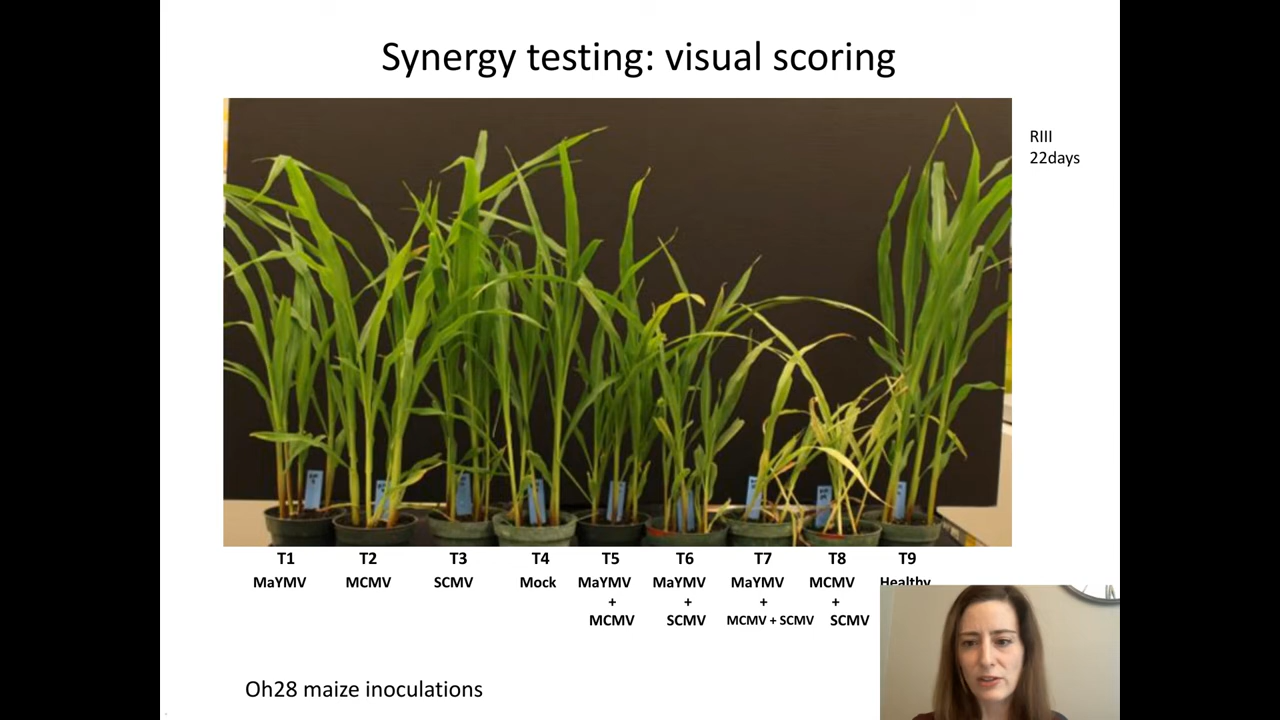 Synergy testing: visual scoring
RIII
22days
T1 T2 T3 T4 T5 T6 T7 T8 T9
MaYMV MCMV SCMV Mock MaYMV MaYMV MaYMV MCMV Healthy
+ + + +
MCMV SCMV MCMV + SCMV SCMV
Oh28 maize inoculations